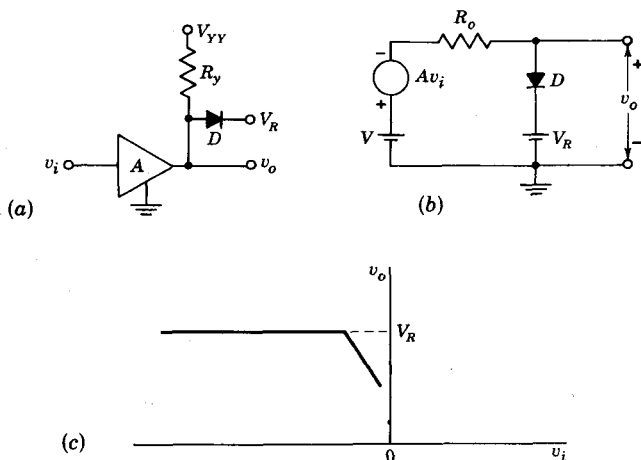 V_YY
R_y
D
V_R
v_i
A
v_o
(a)
R_o
−
Av_i
+
V
D
V_R
+
v_o
−
(b)
v_o
V_R
0
v_i
(c)